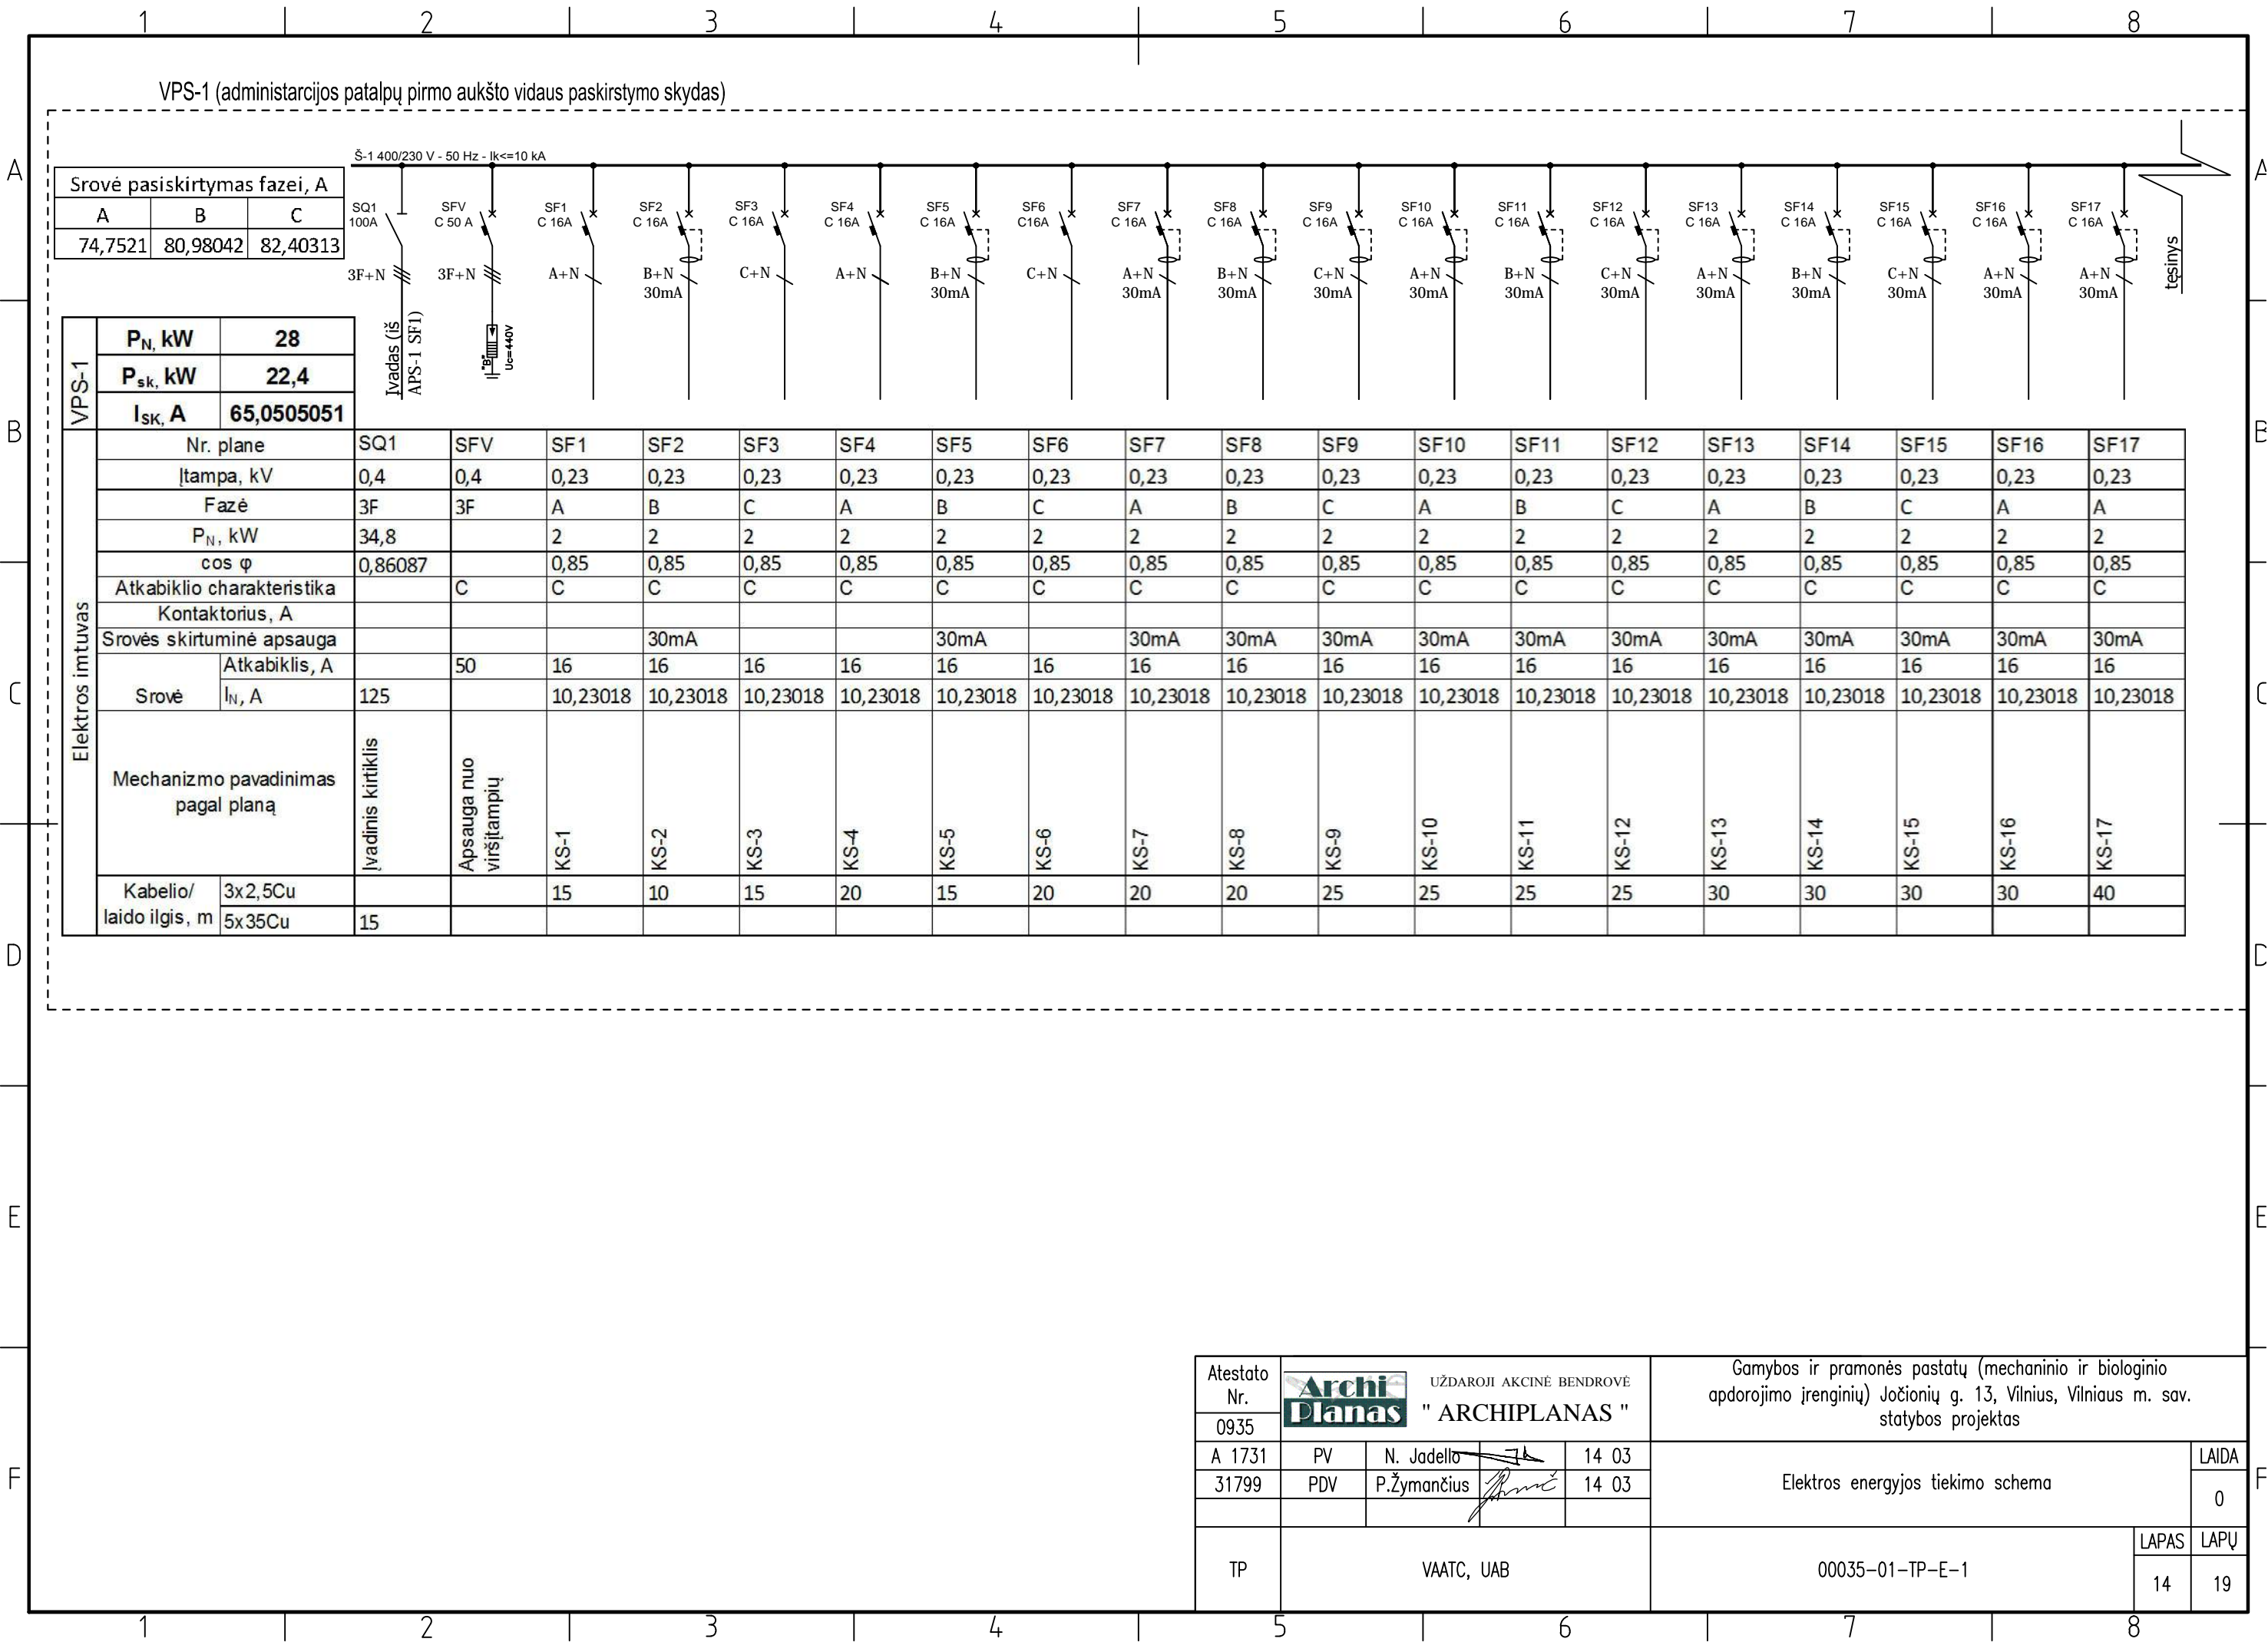 1 2 3 4 5 6 7 8
VPS-1 (administarcijos patalpų pirmo aukšto vidaus paskirstymo skydas)
A A
Š-1 400/230 V - 50 Hz - Ik<=10 kA
Srovė pasiskirtymas fazei, A
A B C
74,7521 80,98042 82,40313
SQ1 SFV SF1 SF2 SF3 SF4 SF5 SF6 SF7 SF8 SF9 SF10 SF11 SF12 SF13 SF14 SF15 SF16 SF17
100A C 50 A C 16A C 16A C 16A C 16A C 16A C16A C 16A C 16A C 16A C 16A C 16A C 16A C 16A C 16A C 16A C 16A C 16A
3F+N 3F+N A+N B+N C+N A+N B+N C+N A+N B+N C+N A+N B+N C+N A+N B+N C+N A+N A+N
30mA 30mA 30mA 30mA 30mA 30mA 30mA 30mA 30mA 30mA 30mA 30mA 30mA
tęsinys
Įvadas (iš
APS-1 SF1)
"B"
Uc=440V
VPS-1
PN, kW 28
Psk, kW 22,4
ISK, A 65,0505051
B B
Elektros imtuvas
Nr. plane SQ1 SFV SF1 SF2 SF3 SF4 SF5 SF6 SF7 SF8 SF9 SF10 SF11 SF12 SF13 SF14 SF15 SF16 SF17
Įtampa, kV 0,4 0,4 0,23 0,23 0,23 0,23 0,23 0,23 0,23 0,23 0,23 0,23 0,23 0,23 0,23 0,23 0,23 0,23 0,23
Fazė 3F 3F A B C A B C A B C A B C A B C A A
PN, kW 34,8 2 2 2 2 2 2 2 2 2 2 2 2 2 2 2 2 2
cos φ 0,86087 0,85 0,85 0,85 0,85 0,85 0,85 0,85 0,85 0,85 0,85 0,85 0,85 0,85 0,85 0,85 0,85 0,85
Atkabiklio charakteristika C C C C C C C C C C C C C C C C C C
Kontaktorius, A
Srovės skirtuminė apsauga 30mA 30mA 30mA 30mA 30mA 30mA 30mA 30mA 30mA 30mA 30mA 30mA 30mA
Srovė
Atkabiklis, A 50 16 16 16 16 16 16 16 16 16 16 16 16 16 16 16 16 16
IN, A 125 10,23018 10,23018 10,23018 10,23018 10,23018 10,23018 10,23018 10,23018 10,23018 10,23018 10,23018 10,23018 10,23018 10,23018 10,23018 10,23018 10,23018
C C
Mechanizmo pavadinimas
pagal planą
Įvadinis kirtiklis
Apsauga nuo
viršįtampių
KS-1 KS-2 KS-3 KS-4 KS-5 KS-6 KS-7 KS-8 KS-9 KS-10 KS-11 KS-12 KS-13 KS-14 KS-15 KS-16 KS-17
Kabelio/
laido ilgis, m
3x2,5Cu 15 10 15 20 15 20 20 20 25 25 25 25 30 30 30 30 40
5x35Cu 15
D D
E E
F F
Atestato
Nr.
0935
Archi
Planas
UŽDAROJI AKCINĖ BENDROVĖ
" ARCHIPLANAS "
Gamybos ir pramonės pastatų (mechaninio ir biologinio
apdorojimo įrenginių) Jočionių g. 13, Vilnius, Vilniaus m. sav.
statybos projektas
A 1731 PV N. Jadello 14 03
31799 PDV P.Žymančius 14 03
Elektros energyjos tiekimo schema
LAIDA
0
TP VAATC, UAB 00035-01-TP-E-1
LAPAS LAPŲ
14 19
1 2 3 4 5 6 7 8